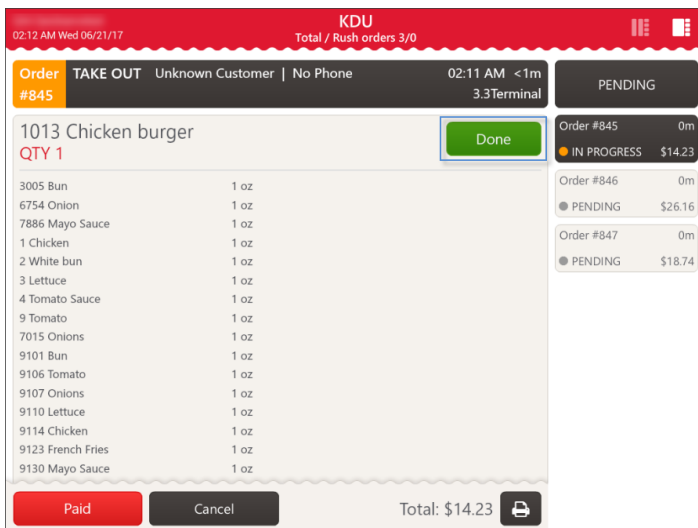 KDU
02:12 AM Wed 06/21/17
Total / Rush orders 3/0
Order #845
TAKE OUT Unknown Customer | No Phone
02:11 AM <1m
3.3Terminal
1013 Chicken burger
QTY 1
Done
3005 Bun 1 oz
6754 Onion 1 oz
7886 Mayo Sauce 1 oz
1 Chicken 1 oz
2 White bun 1 oz
3 Lettuce 1 oz
4 Tomato Sauce 1 oz
9 Tomato 1 oz
7015 Onions 1 oz
9101 Bun 1 oz
9106 Tomato 1 oz
9107 Onions 1 oz
9110 Lettuce 1 oz
9114 Chicken 1 oz
9123 French Fries 1 oz
9130 Mayo Sauce 1 oz
Paid
Cancel
Total: $14.23
PENDING
Order #845 0m
IN PROGRESS $14.23
Order #846 0m
PENDING $26.16
Order #847 0m
PENDING $18.74